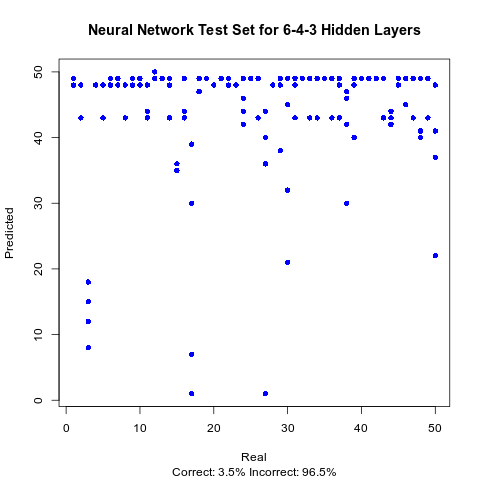 Neural Network Test Set for 6-4-3 Hidden Layers
Predicted
50
40
30
20
10
0
0 10 20 30 40 50
Real
Correct: 3.5% Incorrect: 96.5%